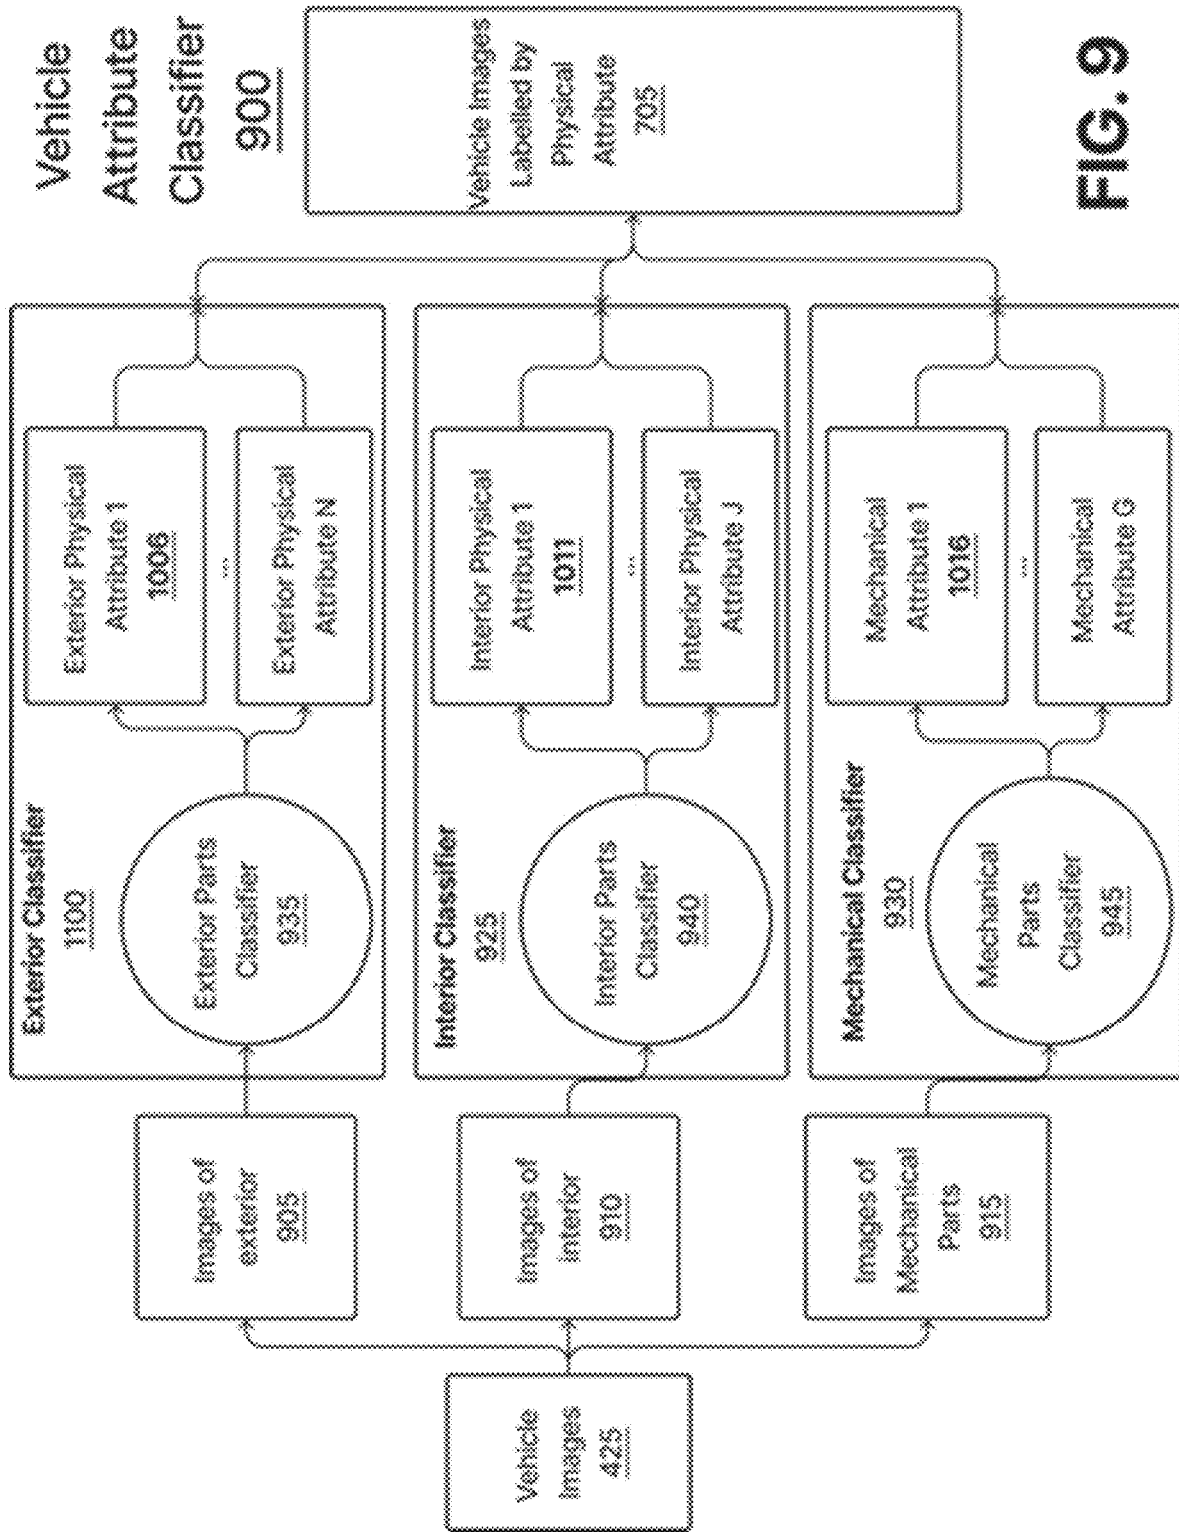 Vehicle
Attribute
Classifier
900
Vehicle
Images
425
Images of
exterior
905
Images of
interior
910
Images of
Mechanical
Parts
915
Exterior Classifier
1100
Exterior Parts
Classifier
935
Exterior Physical
Attribute 1
1006
...
Exterior Physical
Attribute N
Interior Classifier
925
Interior Parts
Classifier
940
Interior Physical
Attribute 1
1011
...
Interior Physical
Attribute J
Mechanical Classifier
930
Mechanical
Parts
Classifier
945
Mechanical
Attribute 1
1016
...
Mechanical
Attribute G
Vehicle Images
Labelled by
Physical
Attribute
705
FIG. 9